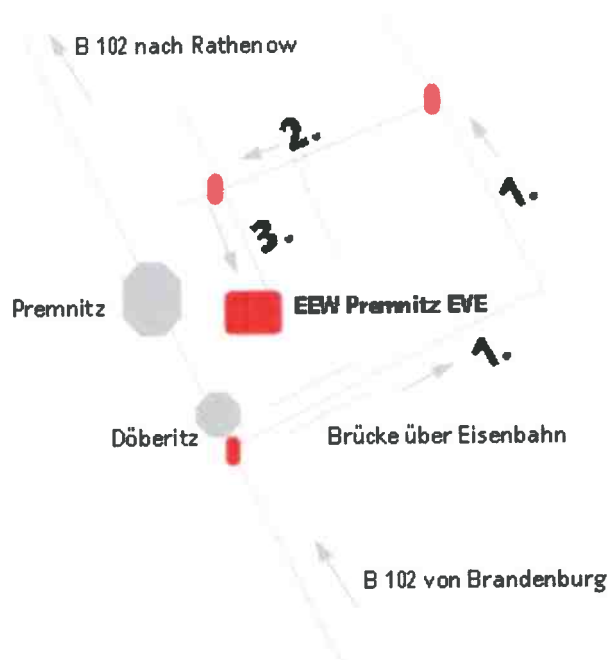 B 102 nach Rathenow
2.
1.
3.
Premnitz
EEW Premnitz EVE
1.
Döberitz
Brücke über Eisenbahn
B 102 von Brandenburg